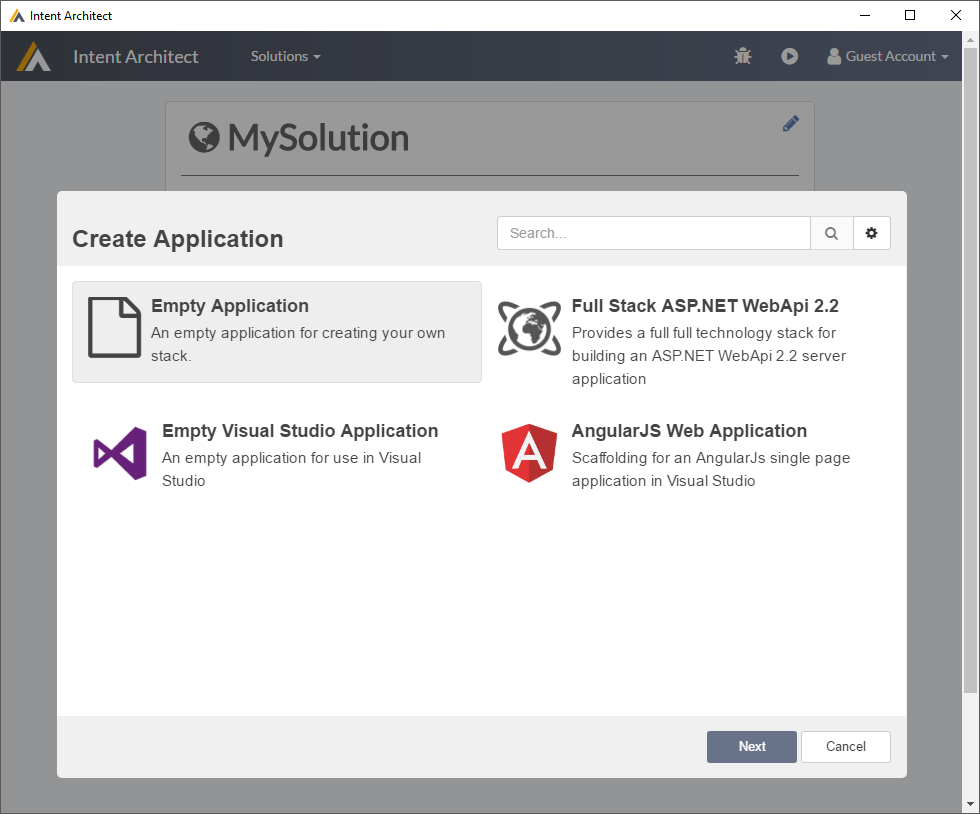 Intent Architect
Intent Architect
Solutions
Guest Account
MySolution
Create Application
Search...
Empty Application
An empty application for creating your own
stack.
Full Stack ASP.NET WebApi 2.2
Provides a full full technology stack for
building an ASP.NET WebApi 2.2 server
application
Empty Visual Studio Application
An empty application for use in Visual
Studio
AngularJS Web Application
Scaffolding for an AngularJs single page
application in Visual Studio
Next
Cancel